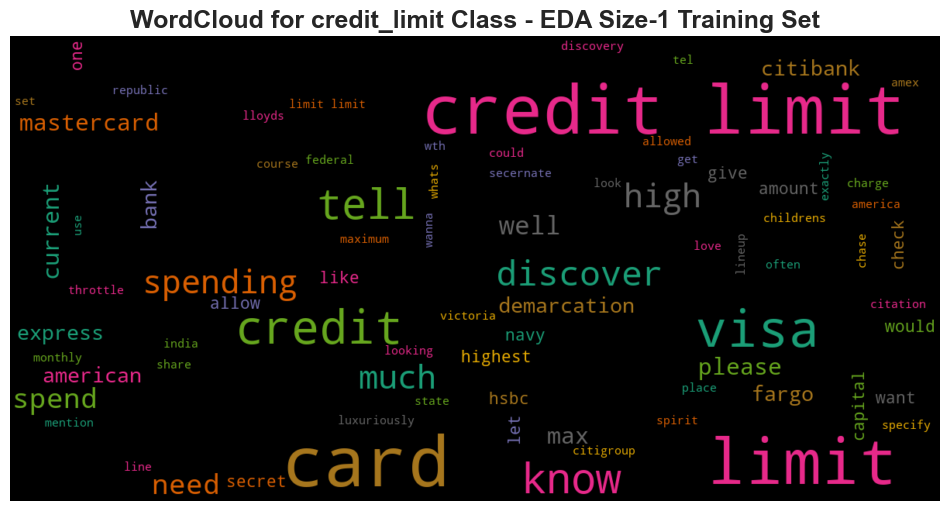 WordCloud for credit_limit Class - EDA Size-1 Training Set
one
discovery
tel
citibank
amex
republic
set
limit limit
credit limit
mastercard
lloyds
allowed
wth
could
get
course
federal
whats
secernate
give
exactly
look
high
amount
charge
current
use
bank
tell
wanna
well
childrens
america
check
maximum
love
lineup
chase
often
throttle
spending
like
discover
allow
demarcation
citation
express
credit
victoria
navy
visa
would
india
monthly
share
looking
highest
please
american
much
place
spend
state
hsbc
fargo
capital
want
mention
luxuriously
let
max
spirit
specify
citigroup
line
need
secret
card
know
limit